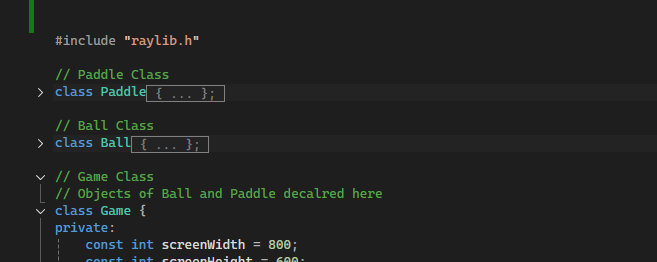 #include "raylib.h"
// Paddle Class
class Paddle { ... };
// Ball Class
class Ball { ... };
// Game Class
// Objects of Ball and Paddle decalred here
class Game {
private:
const int screenWidth = 800;
const int screenHeight = 600;